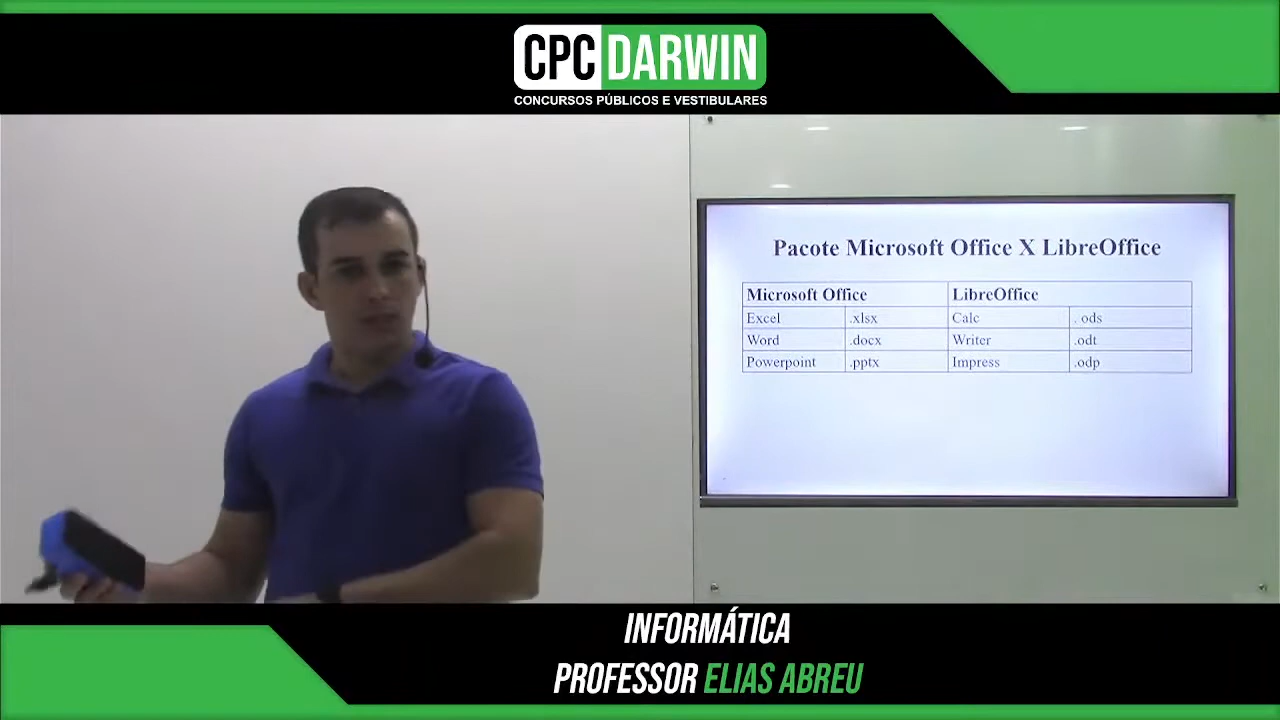 CPC DARWIN
CONCURSOS PÚBLICOS E VESTIBULARES
Pacote Microsoft Office X LibreOffice
Microsoft Office LibreOffice
Excel .xlsx Calc . ods
Word .docx Writer .odt
Powerpoint .pptx Impress .odp
INFORMÁTICA
PROFESSOR ELIAS ABREU